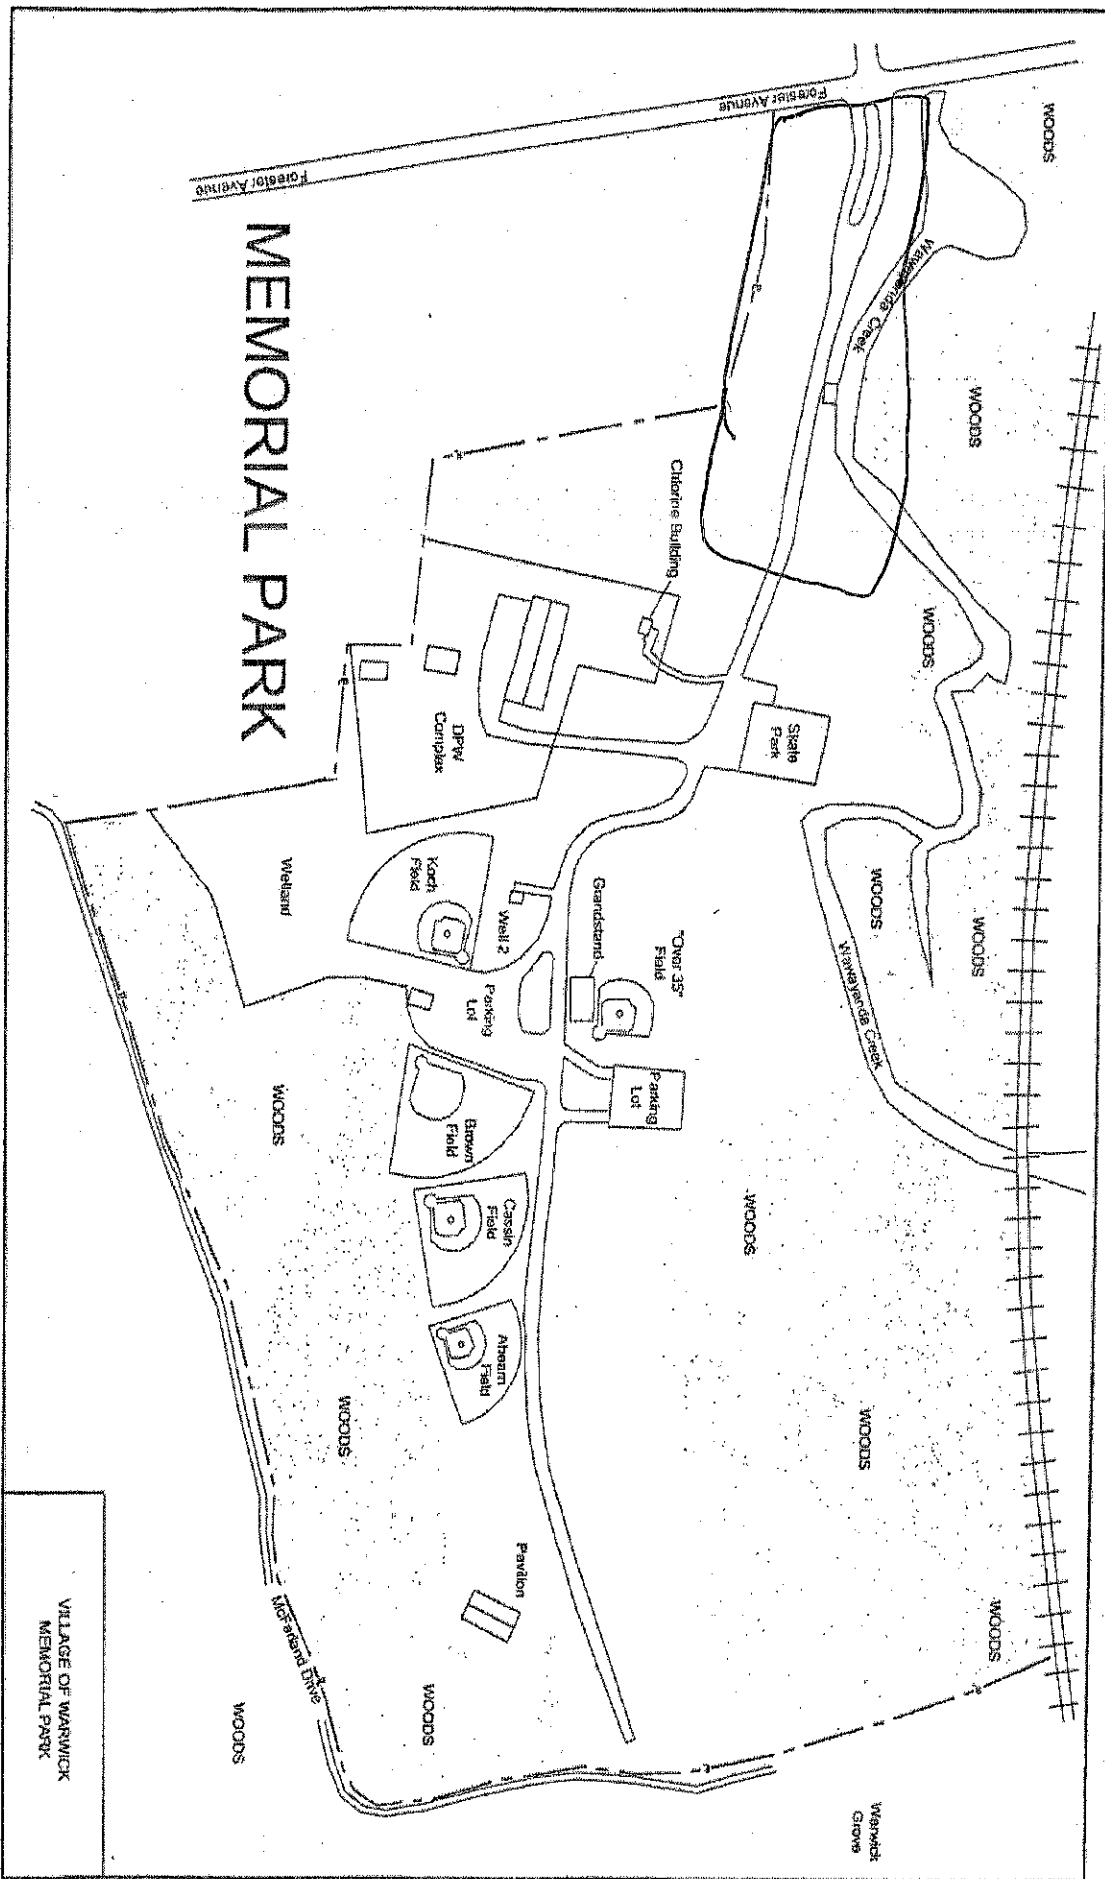 MEMORIAL PARK
Forester Avenue
Forester Avenue
WOODS
Wawayanda Creek
WOODS
WOODS
Chlorine Building
Skate
Park
DPW
Complex
WOODS
WOODS
Wawayanda Creek
Wetland
Koch
Field
Well 2
Grandstand
"Over 35"
Field
Parking
Lot
Parking
Lot
WOODS
Brown
Field
Cassin
Field
WOODS
Ahearn
Field
WOODS
WOODS
Pavilion
WOODS
McFarland Drive
WOODS
WOODS
Warwick
Grove
VILLAGE OF WARWICK
MEMORIAL PARK